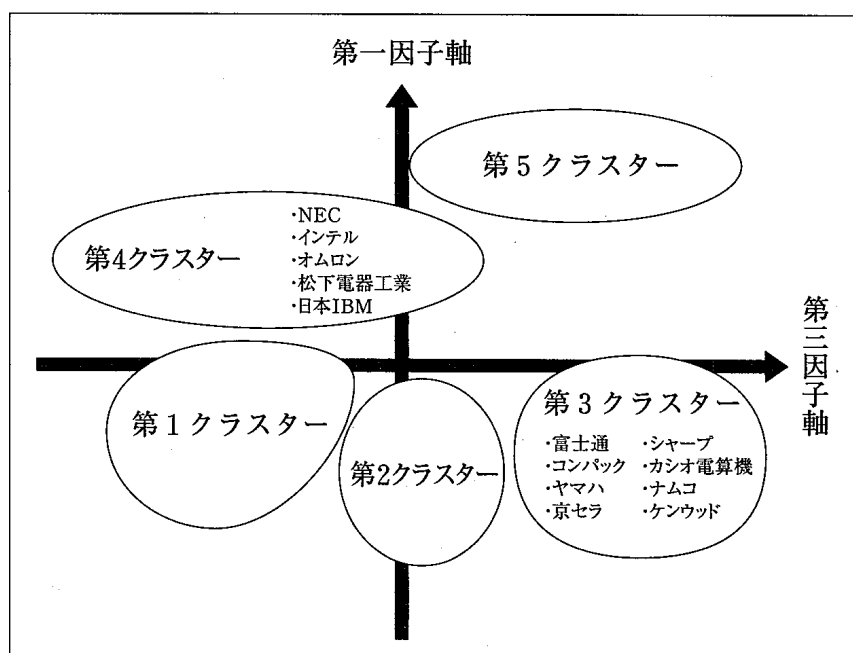 第一因子軸
第5クラスター
・NEC
・インテル
第4クラスター
・オムロン
・松下電器工業
・日本IBM
第三因子軸
第1クラスター
第2クラスター
第3クラスター
・富士通 ・シャープ
・コンパック ・カシオ電算機
・ヤマハ ・ナムコ
・京セラ ・ケンウッド